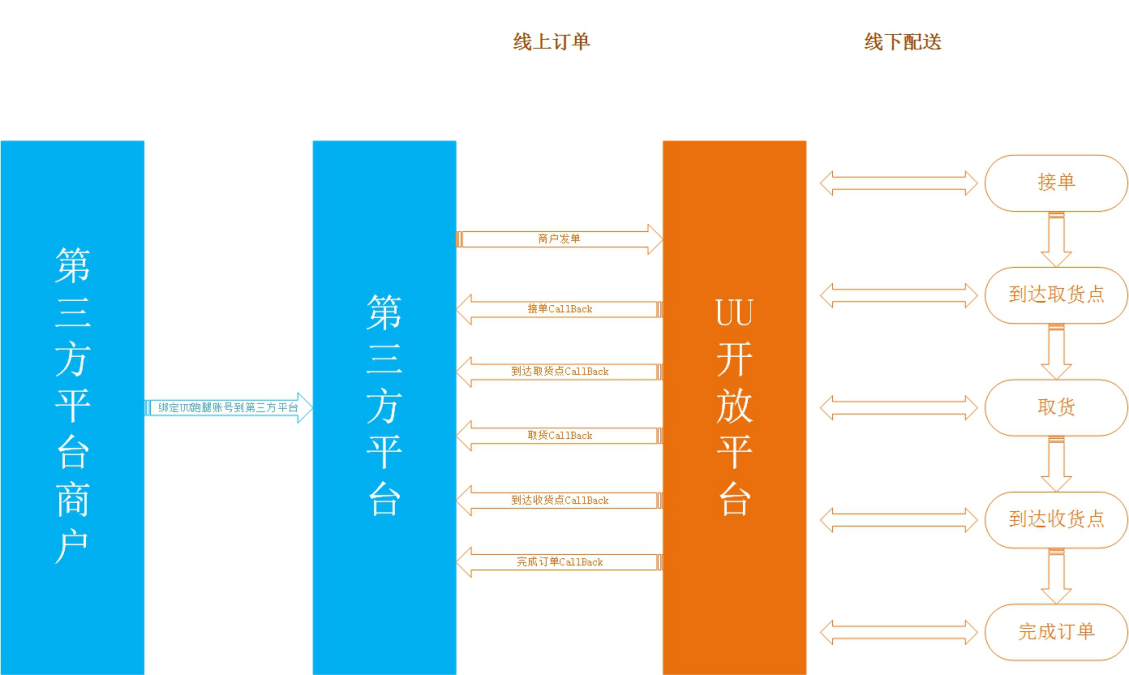 线上订单
线下配送
第三方平台商户
绑定UU跑腿账号到第三方平台
第三方平台
商户发单
接单CallBack
到达取货点CallBack
取货CallBack
到达收货点CallBack
完成订单CallBack
UU开放平台
接单
到达取货点
取货
到达收货点
完成订单